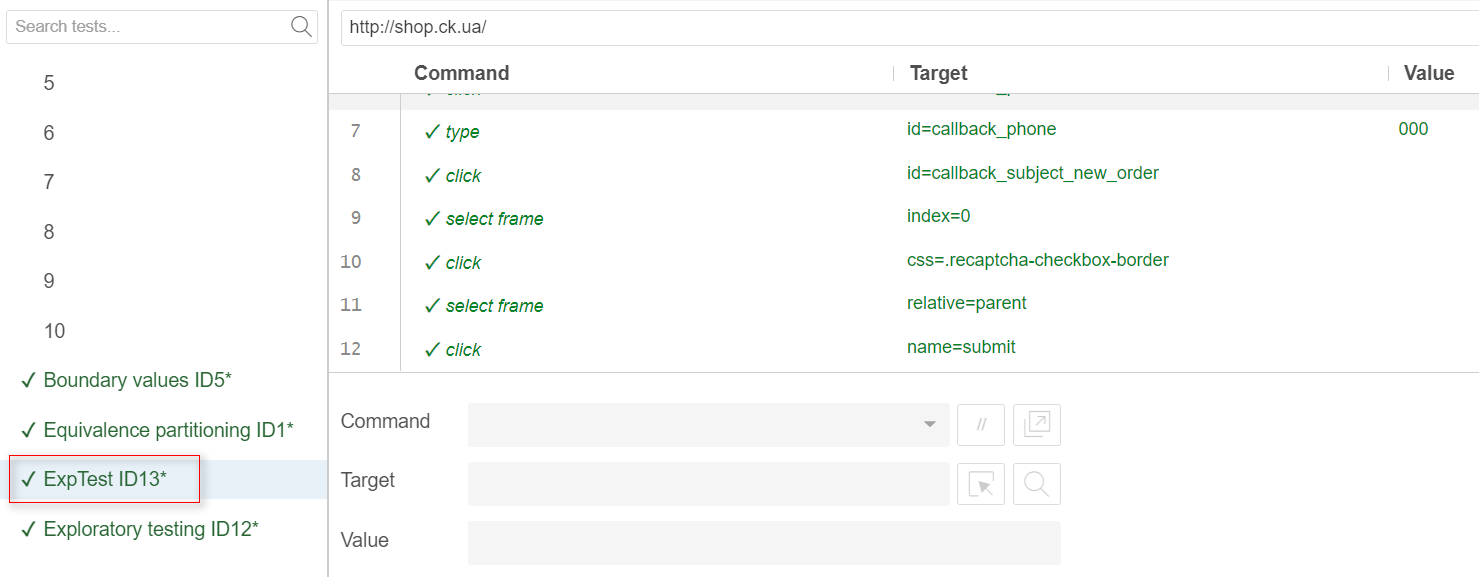 Search tests...
5
6
7
8
9
10
✓ Boundary values ID5*
✓ Equivalence partitioning ID1*
✓ ExpTest ID13*
✓ Exploratory testing ID12*
http://shop.ck.ua/
Command Target Value
7 ✓ type id=callback_phone 000
8 ✓ click id=callback_subject_new_order
9 ✓ select frame index=0
10 ✓ click css=.recaptcha-checkbox-border
11 ✓ select frame relative=parent
12 ✓ click name=submit
Command //
Target
Value